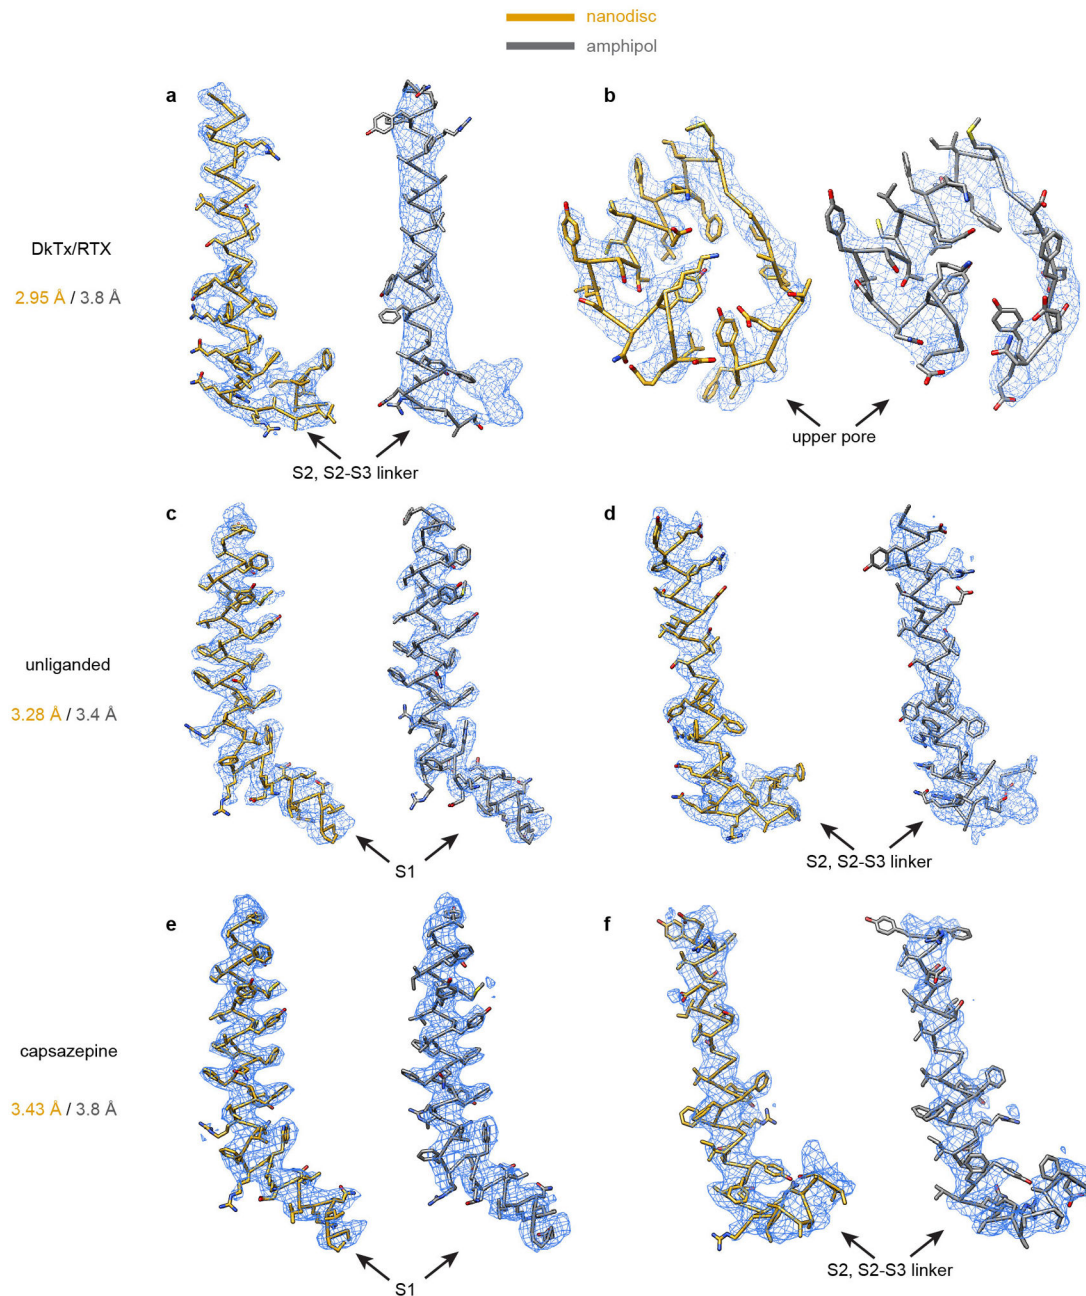 nanodisc
amphipol
a
b
DkTx/RTX
2.95 Å / 3.8 Å
upper pore
S2, S2-S3 linker
c
d
unliganded
3.28 Å / 3.4 Å
S2, S2-S3 linker
S1
e
f
capsazepine
3.43 Å / 3.8 Å
S2, S2-S3 linker
S1